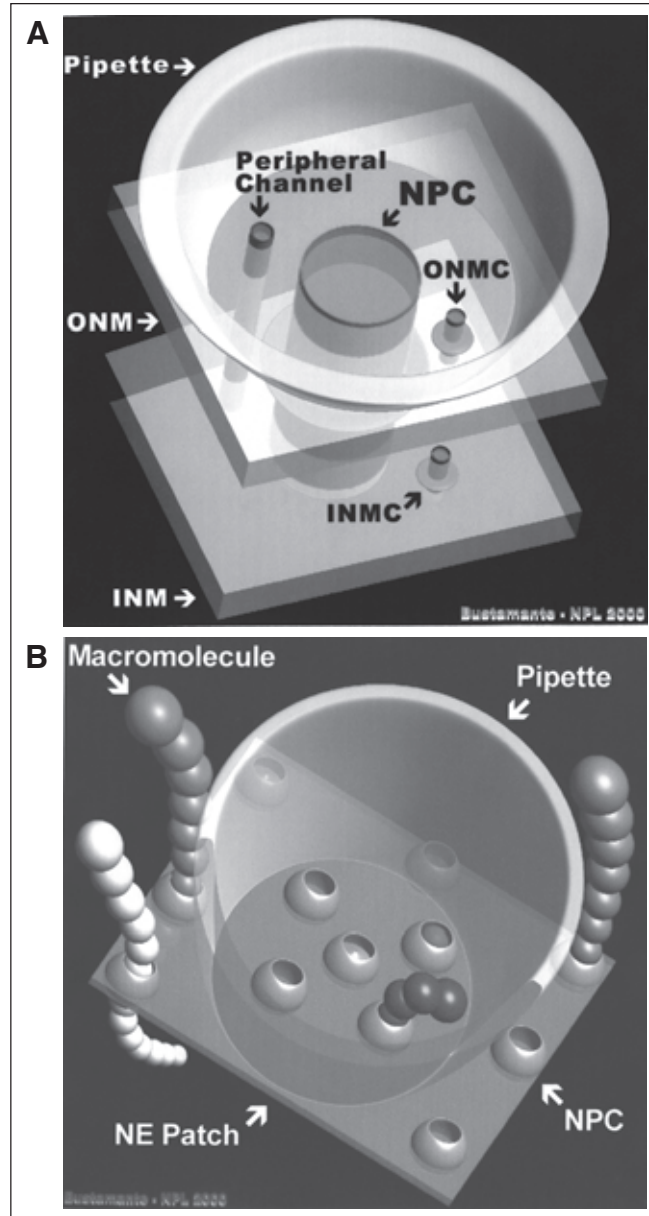 A
Pipette
Peripheral
Channel
NPC
ONMC
ONM
INMC
INM
Bustamante · NPL 2000
B
Macromolecule
Pipette
NE Patch
NPC
Bustamante · NPL 2000